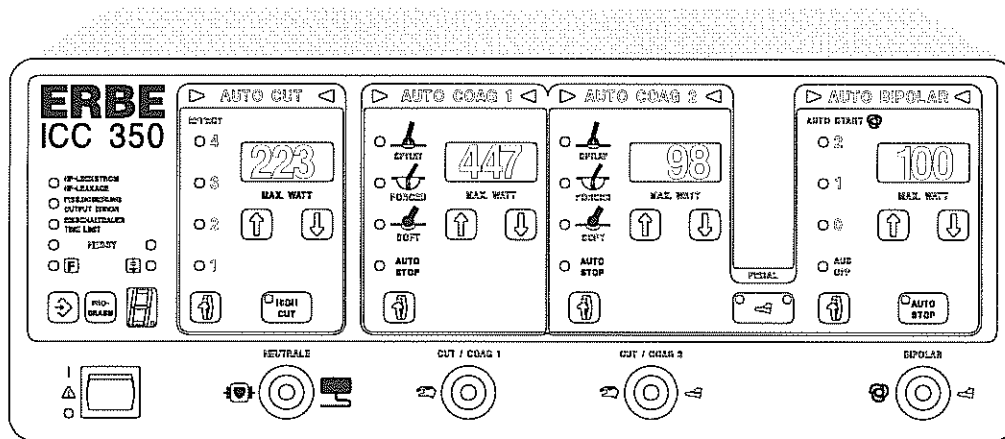 ERBE
ICC 350
HF-LECKSTROM
HF-LEAKAGE
OUTPUT ERROR
TIME LIMIT
NESSY
F
PRO-
GRAMM
AUTO CUT
EFFECT
4
3
2
1
223
MAX. WATT
HIGH
CUT
AUTO COAG 1
SPRAY
FORCED
SOFT
AUTO
STOP
447
MAX. WATT
AUTO COAG 2
SPRAY
FORCED
SOFT
AUTO
STOP
98
MAX. WATT
PEDAL
AUTO BIPOLAR
AUTO START
2
1
0
AUS
OFF
100
MAX. WATT
AUTO
STOP
I
O
NEUTRALE
CUT / COAG 1
CUT / COAG 2
BIPOLAR